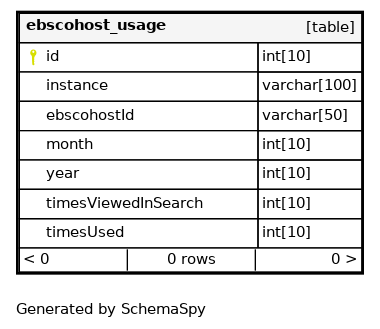 ebscohost_usage [table]
id int[10]
instance varchar[100]
ebscohostId varchar[50]
month int[10]
year int[10]
timesViewedInSearch int[10]
timesUsed int[10]
< 0 0 rows 0 >
Generated by SchemaSpy